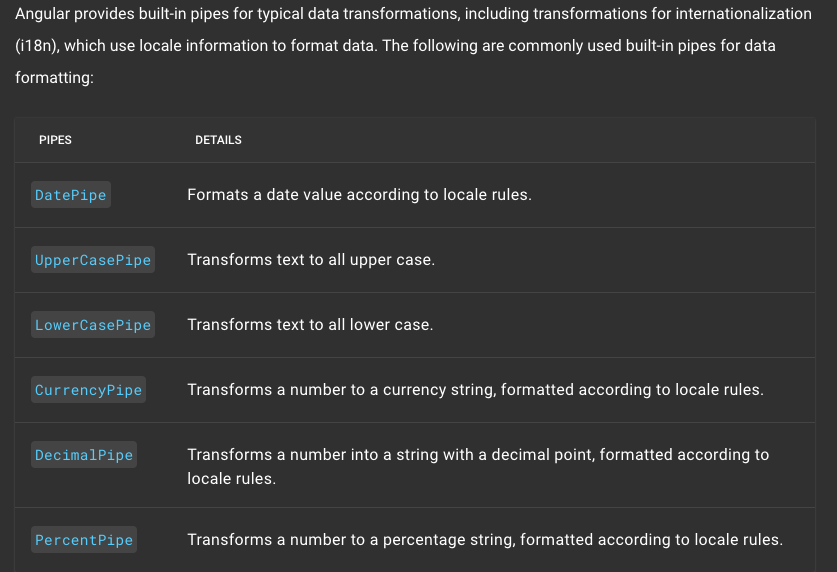 Angular provides built-in pipes for typical data transformations, including transformations for internationalization
(i18n), which use locale information to format data. The following are commonly used built-in pipes for data
formatting:
PIPES DETAILS
DatePipe Formats a date value according to locale rules.
UpperCasePipe Transforms text to all upper case.
LowerCasePipe Transforms text to all lower case.
CurrencyPipe Transforms a number to a currency string, formatted according to locale rules.
DecimalPipe Transforms a number into a string with a decimal point, formatted according to
locale rules.
PercentPipe Transforms a number to a percentage string, formatted according to locale rules.